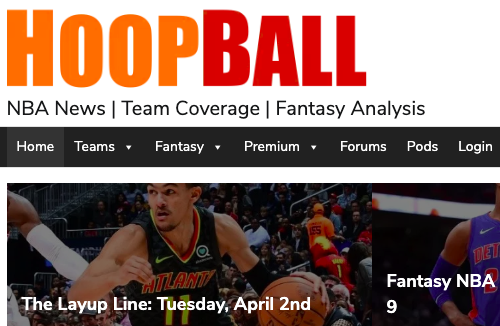 HOOPBALL
NBA News | Team Coverage | Fantasy Analysis
Home Teams Fantasy Premium Forums Pods Login
ATLANTA
The Layup Line: Tuesday, April 2nd
Fantasy NBA
9